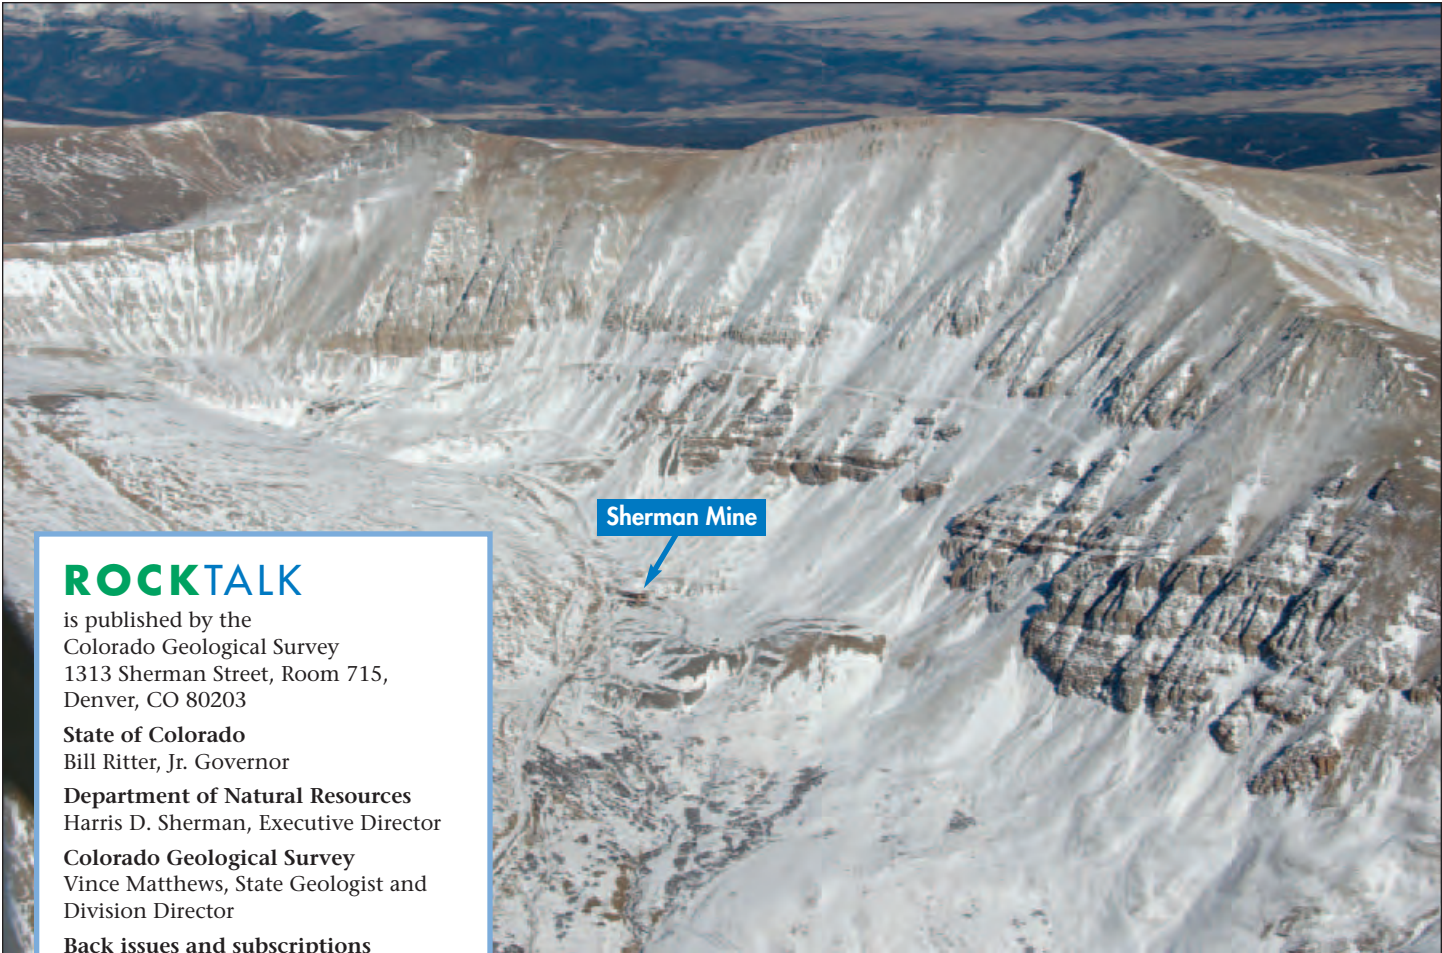 Sherman Mine
ROCKTALK
is published by the
Colorado Geological Survey
1313 Sherman Street, Room 715,
Denver, CO 80203
State of Colorado
Bill Ritter, Jr. Governor
Department of Natural Resources
Harris D. Sherman, Executive Director
Colorado Geological Survey
Vince Matthews, State Geologist and
Division Director
Back issues and subscriptions